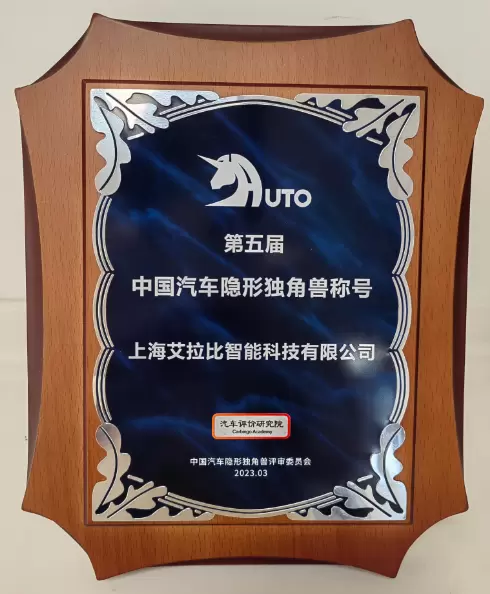 AUTO
第五届
中国汽车隐形独角兽称号
上海艾拉比智能科技有限公司
汽车评价研究院
中国汽车隐形独角兽评审委员会
2023.03